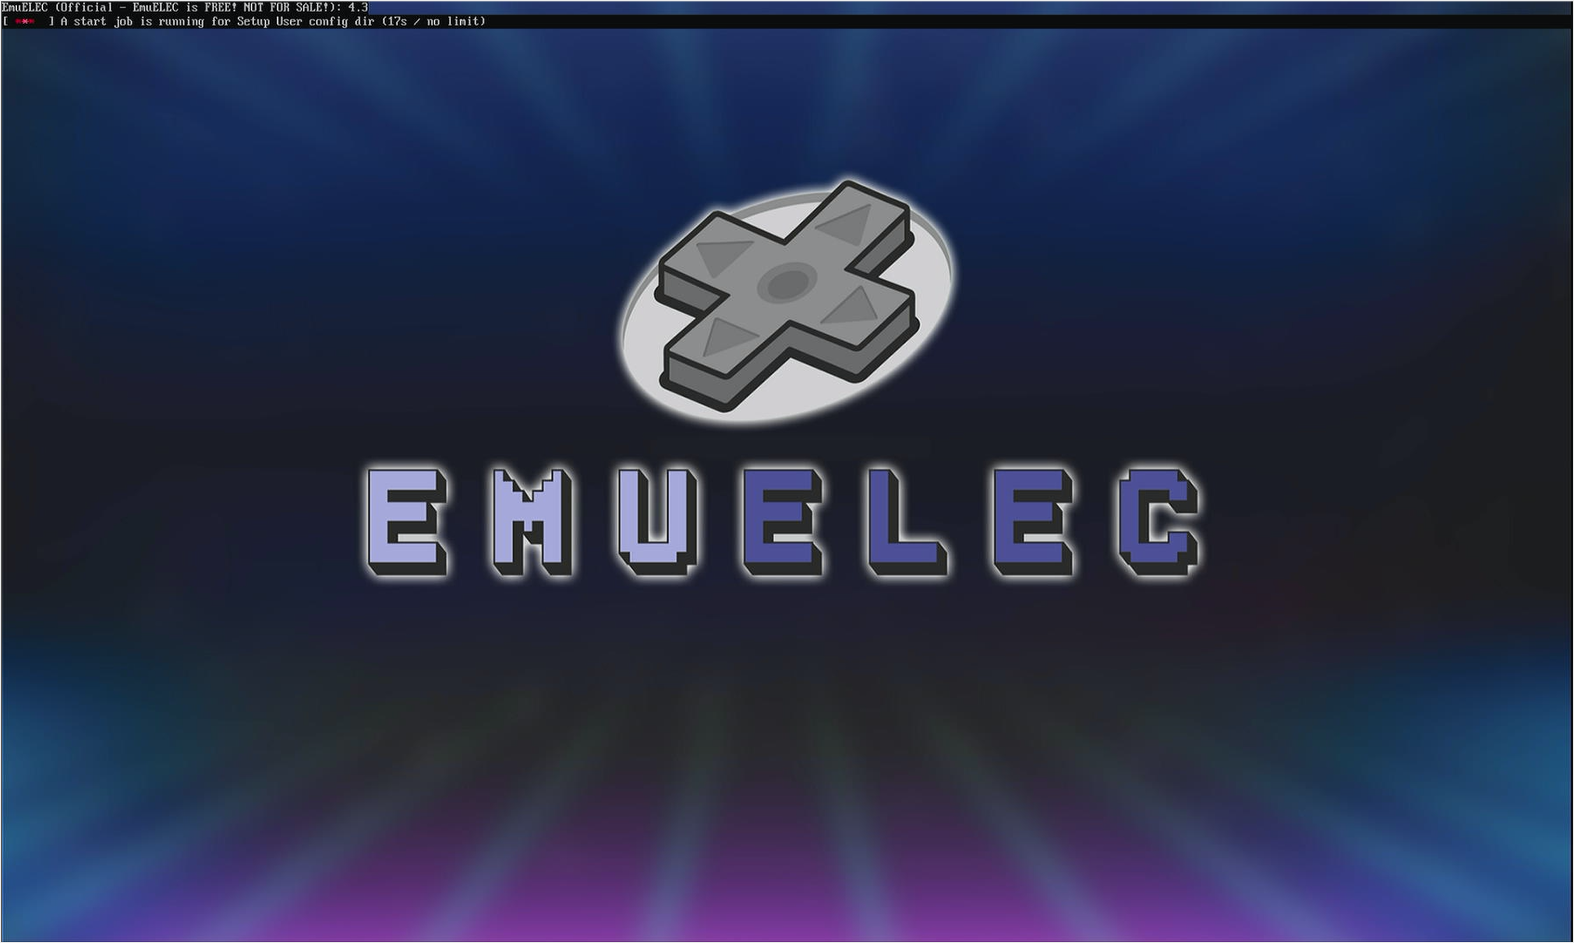 EmuELEC (Official - EmuELEC is FREE! NOT FOR SALE!): 4.3
[ *** ] A start job is running for Setup User config dir (17s / no limit)
EMUELEC